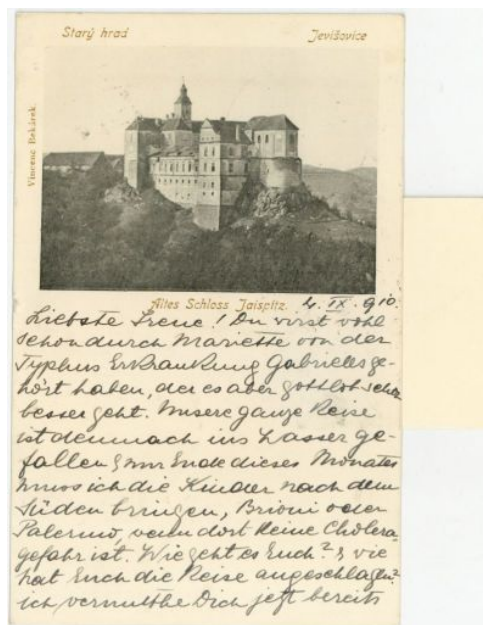 Starý hrad Jevišovice
Vincenc Bekárek
Altes Schloss Jaispitz. 4. IX. 910.
Liebste Irene! Du wirst wohl
schon durch Mariette von der
Typhus Erkrankung Gabrieles ge-
hört haben, der es aber gottlob schon
besser geht. Unsere ganze Reise
ist demnach ins Wasser ge-
fallen & nur Ende dieses Monates
muss ich die Kinder nach dem
Süden bringen, Brioni oder
Palermo, wenn dort keine Cholera-
gefahr ist. Wie geht es Euch? & wie
hat Euch die Reise angeschlagen?
ich vermuthe Dich jetzt bereits